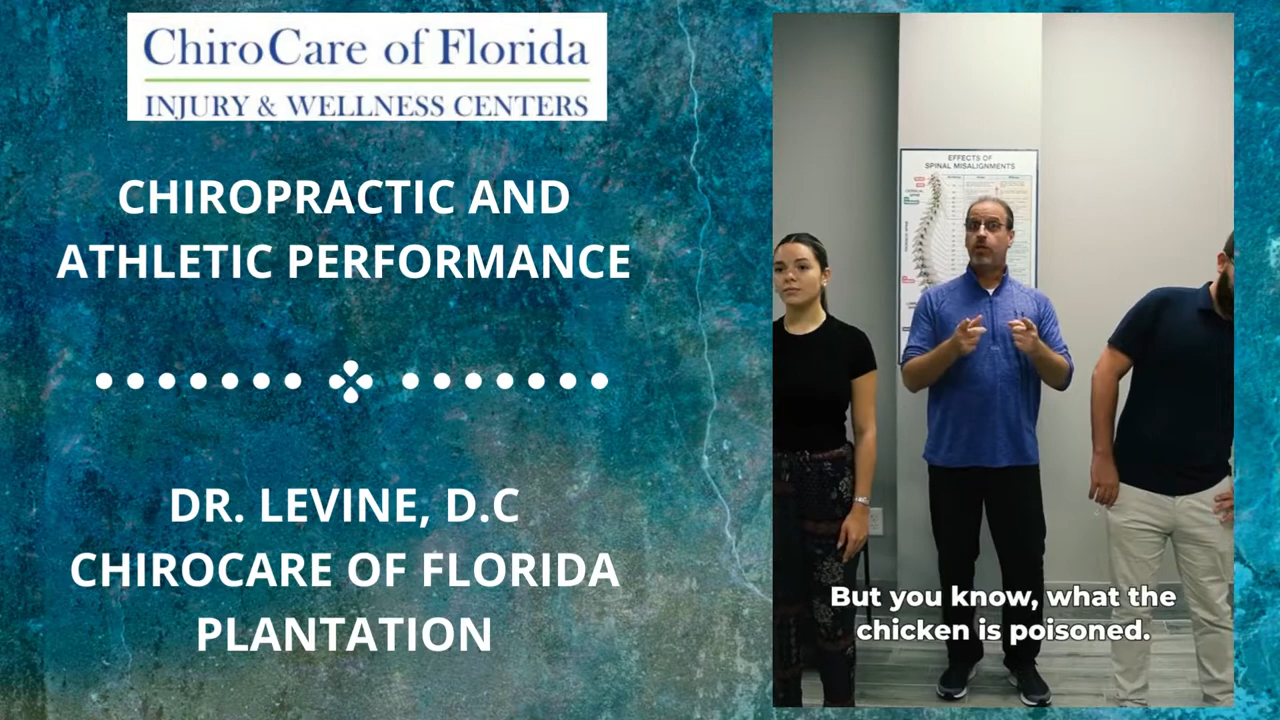 ChiroCare of Florida
INJURY & WELLNESS CENTERS
CHIROPRACTIC AND
ATHLETIC PERFORMANCE
DR. LEVINE, D.C
CHIROCARE OF FLORIDA
PLANTATION
EFFECTS OF
SPINAL MISALIGNMENTS
But you know, what the
chicken is poisoned.